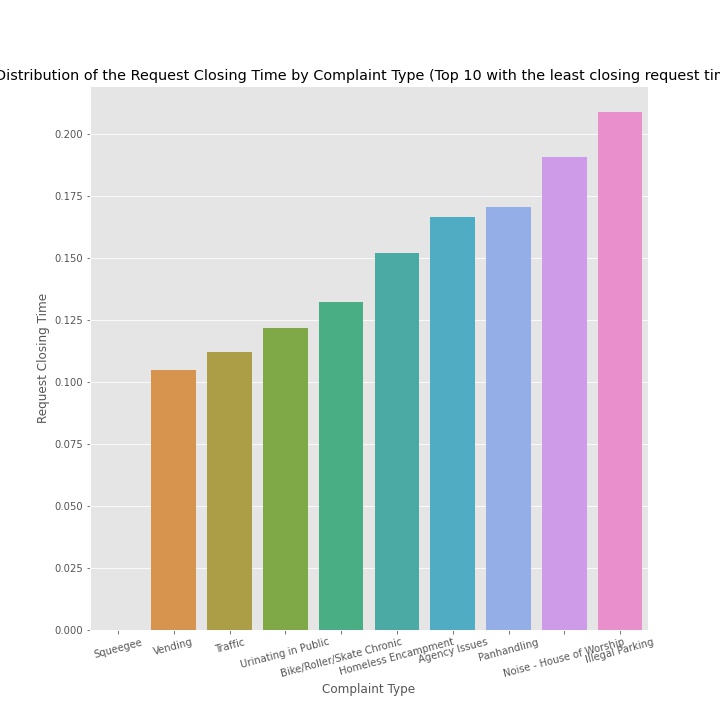 Distribution of the Request Closing Time by Complaint Type (Top 10 with the least closing request
0.200
0.175
0.150
0.125
0.100
0.075
0.050
0.025
0.000
Request Closing Time
Squeegee
Vending
Traffic
Urinating in Public
Bike/Roller/Skate Chronic
Homeless Encampment
Agency Issues
Panhandling
Noise - House of Worship
Illegal Parking
Complaint Type